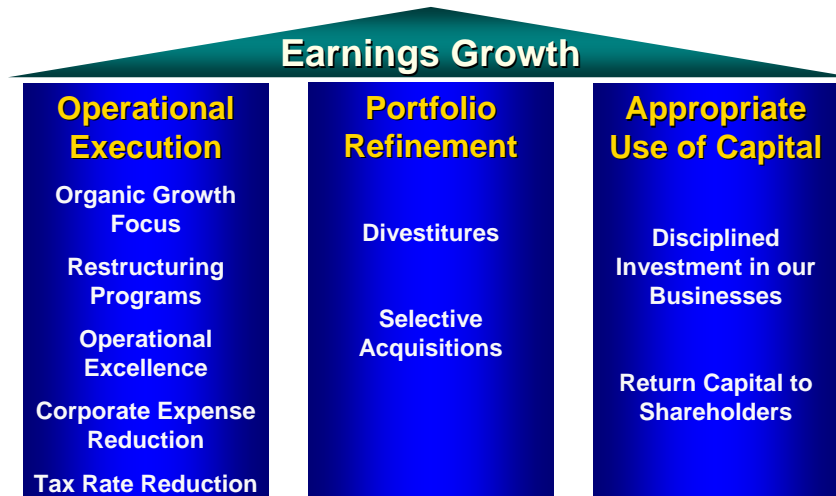 Earnings Growth
Operational
Execution
Organic Growth
Focus
Restructuring
Programs
Operational
Excellence
Corporate Expense
Reduction
Tax Rate Reduction
Portfolio
Refinement
Divestitures
Selective
Acquisitions
Appropriate
Use of Capital
Disciplined
Investment in our
Businesses
Return Capital to
Shareholders